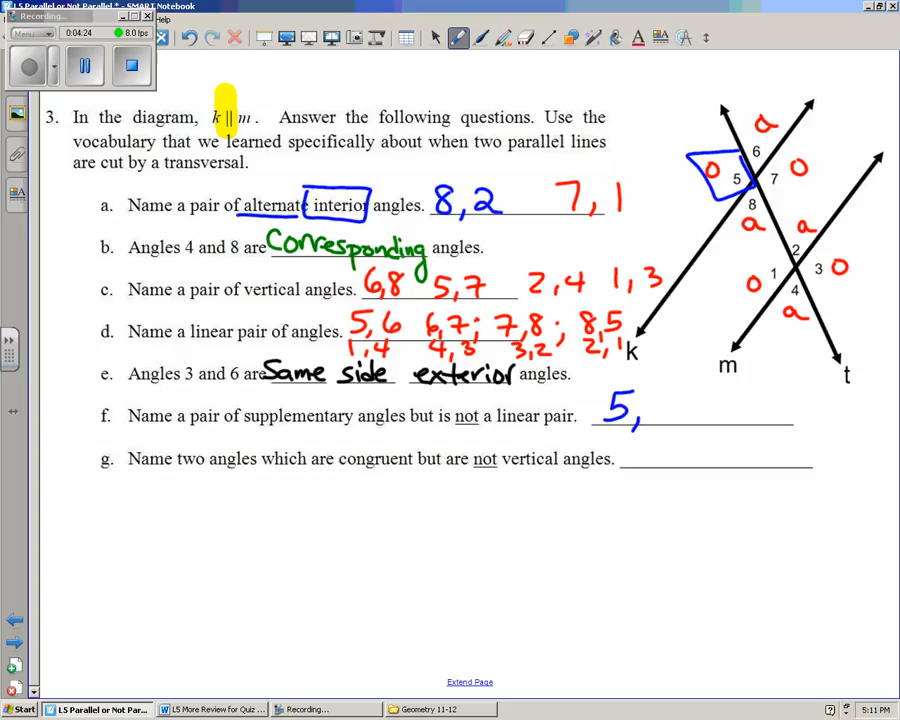 L5 Parallel or Not Parallel * - SMART Notebook
Recording...
Help
Menu
0:04:24
8.0 fps
3. In the diagram, k || m. Answer the following questions. Use the
vocabulary that we learned specifically about when two parallel lines
are cut by a transversal.
a. Name a pair of alternate interior angles. 8,2 7,1
b. Angles 4 and 8 are Corresponding angles.
c. Name a pair of vertical angles. 6,8 5,7 2,4 1,3
d. Name a linear pair of angles. 5,6 6,7; 7,8; 8,5
1,4 4,3 3,2 2,1
e. Angles 3 and 6 are Same side exterior angles.
f. Name a pair of supplementary angles but is not a linear pair. 5,
g. Name two angles which are congruent but are not vertical angles.
a
6
o 5 7 o
8
a a
2
o 1 3 o
4
a
k
m
t
Extend Page
Start
L5 Parallel or Not Par...
L5 More Review for Quiz ...
Recording...
Geometry 11-12
5:11 PM